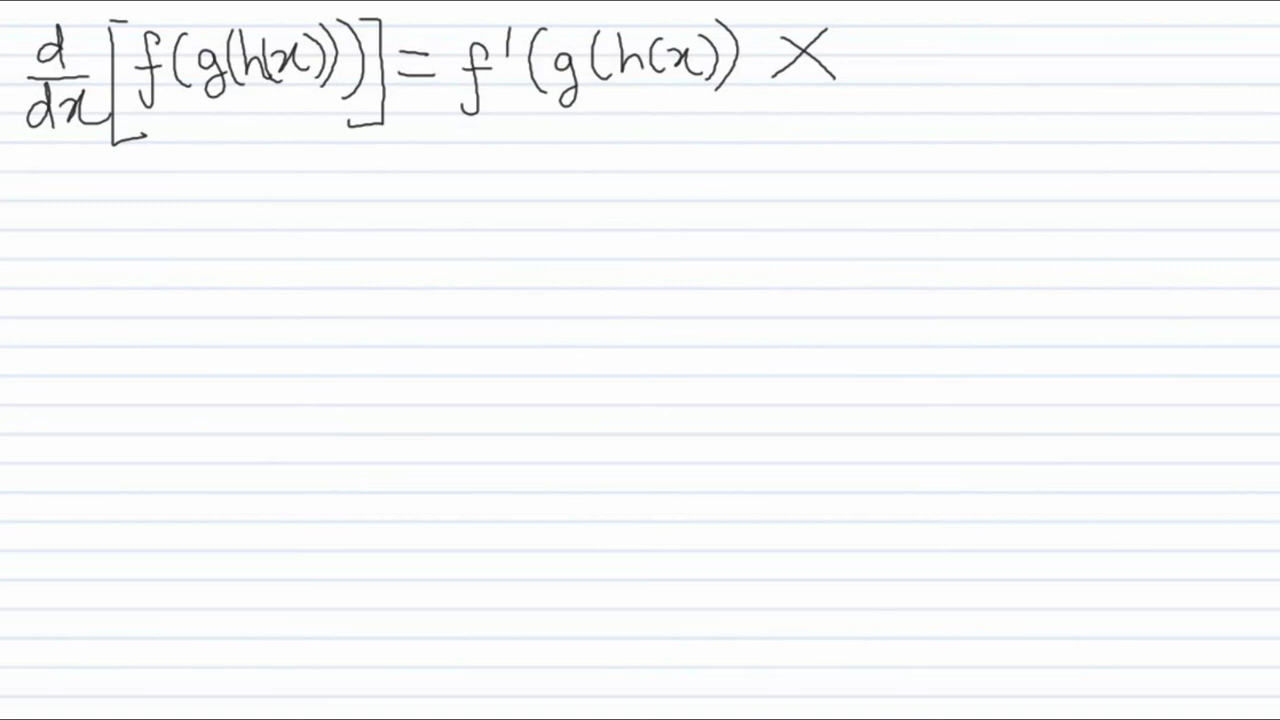 d/dx [f(g(h(x)))] = f'(g(h(x)) ×